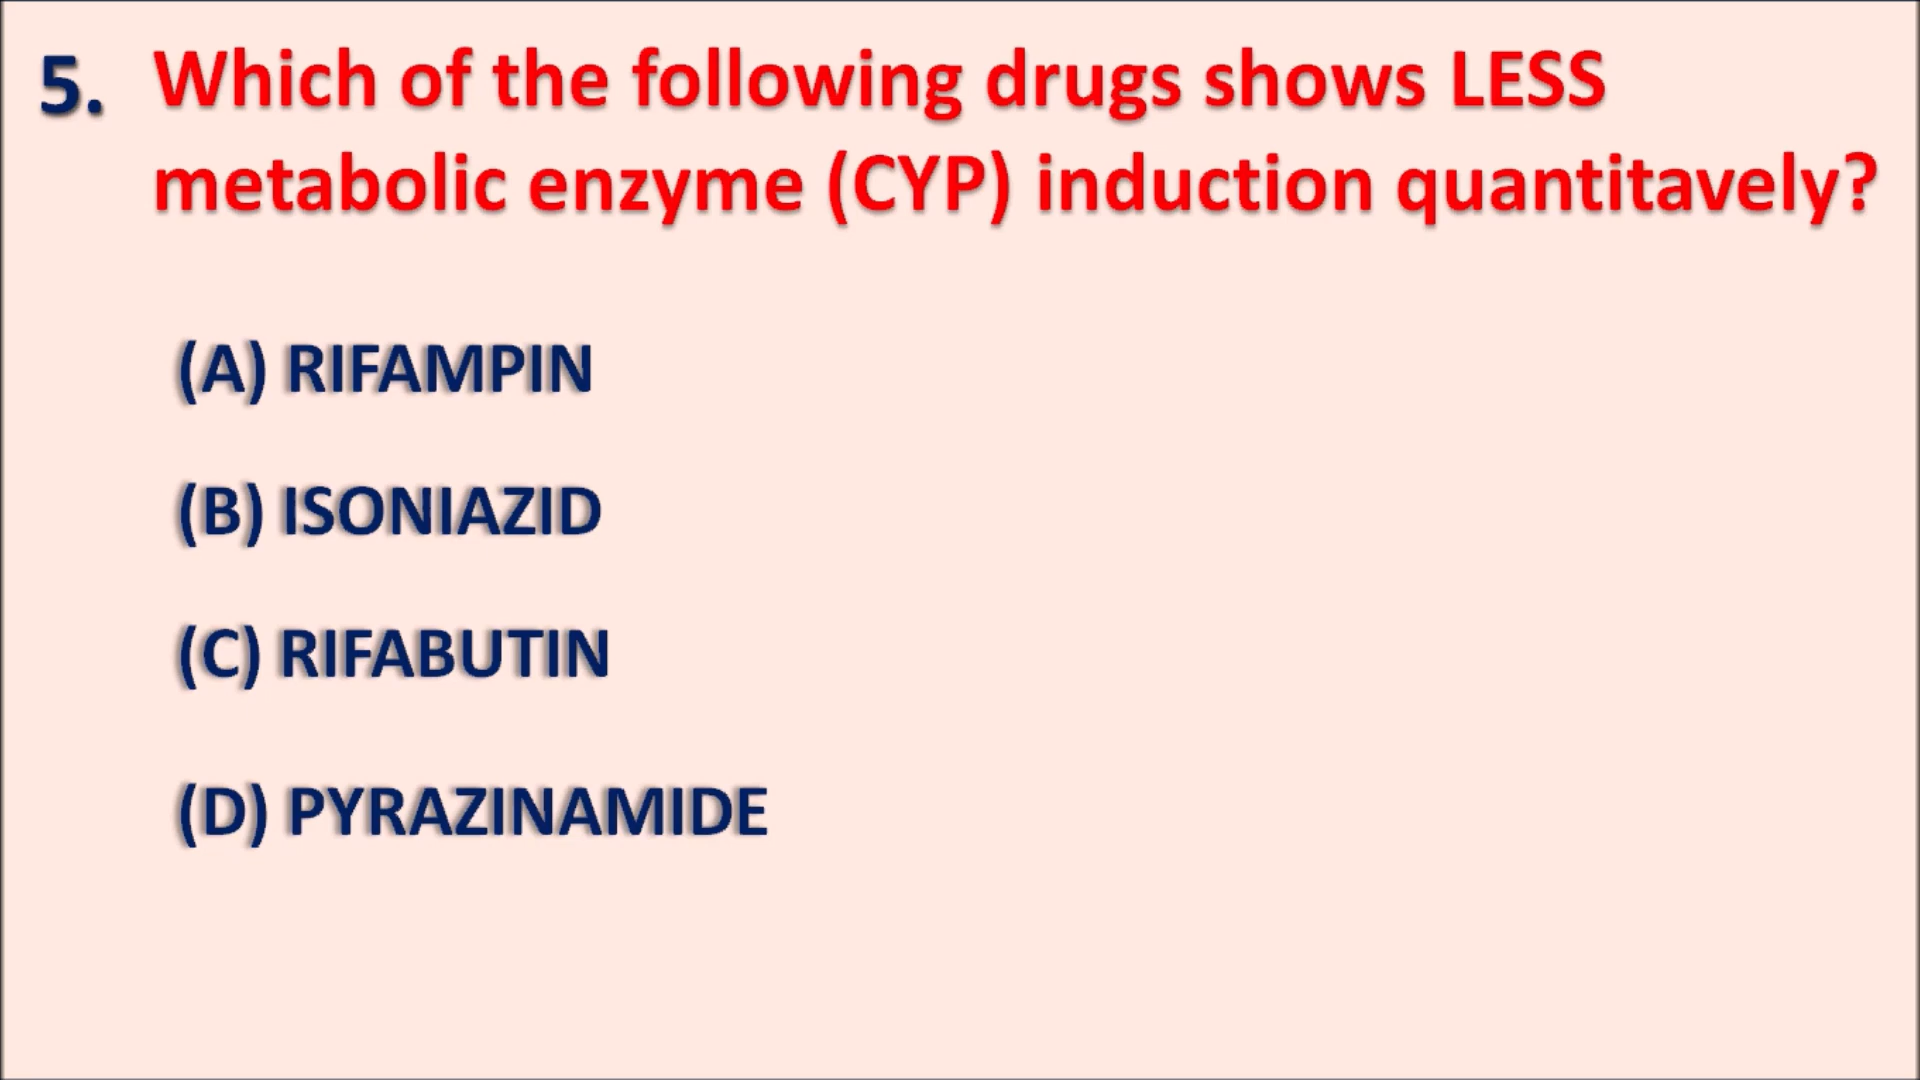 5. Which of the following drugs shows LESS
metabolic enzyme (CYP) induction quantitavely?
(A) RIFAMPIN
(B) ISONIAZID
(C) RIFABUTIN
(D) PYRAZINAMIDE